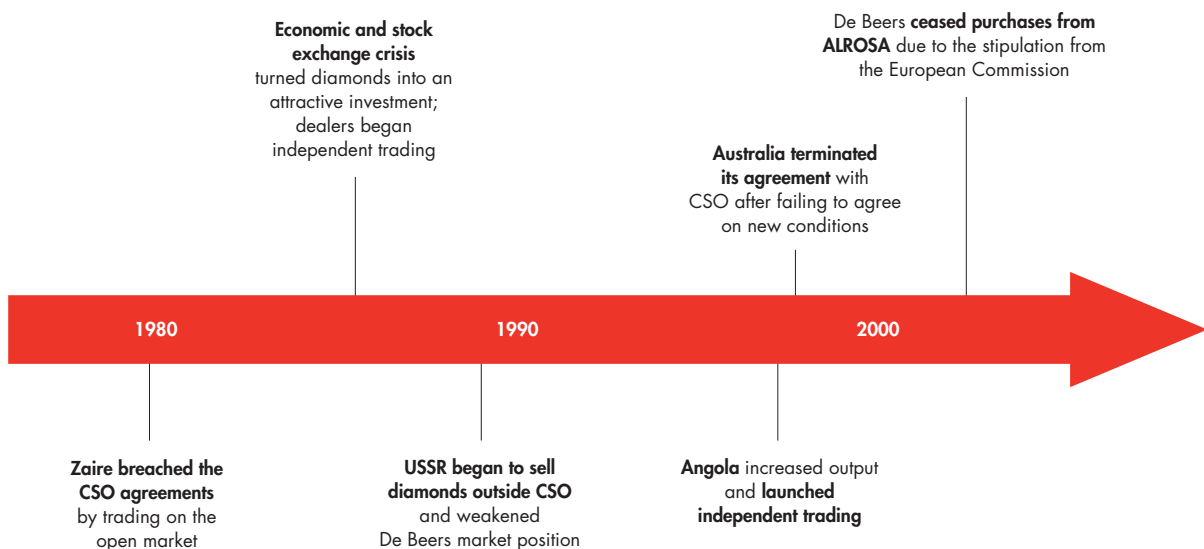 Economic and stock
exchange crisis
turned diamonds into an
attractive investment;
dealers began
independent trading
De Beers ceased purchases from
ALROSA due to the stipulation from
the European Commission
Australia terminated
its agreement with
CSO after failing to agree
on new conditions
1980
1990
2000
Zaire breached the
CSO agreements
by trading on the
open market
USSR began to sell
diamonds outside CSO
and weakened
De Beers market position
Angola increased output
and launched
independent trading